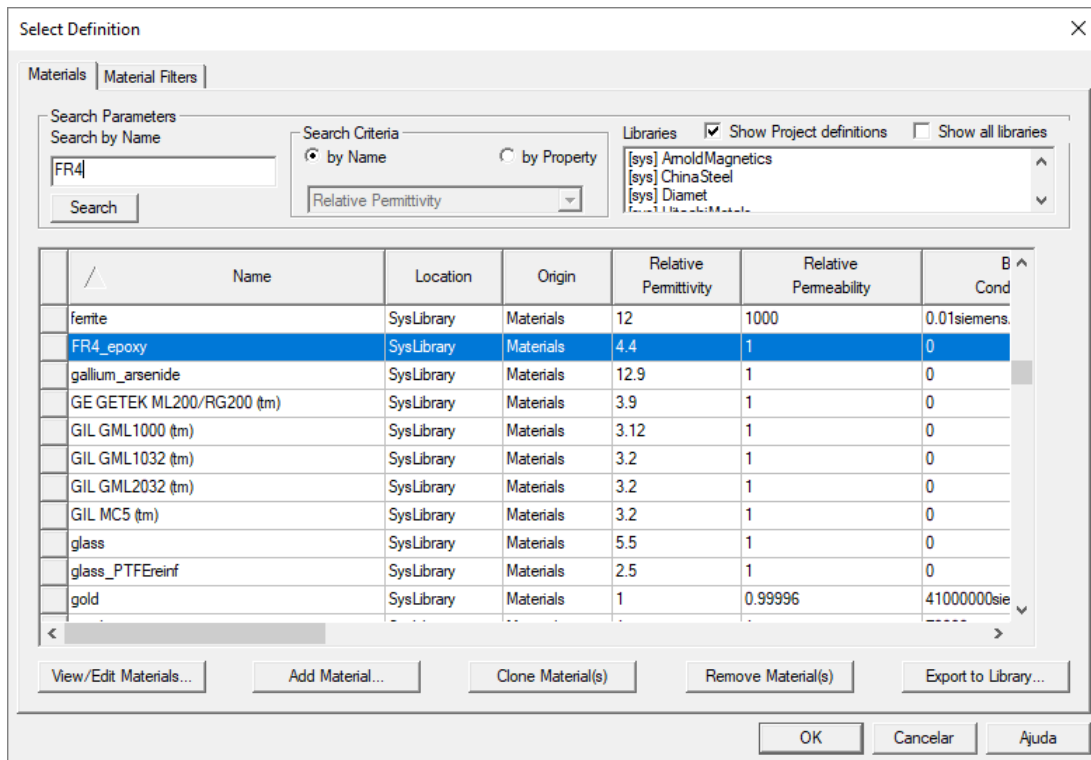 Select Definition
Materials
Material Filters
Search Parameters
Search by Name
FR4
Search
Search Criteria
by Name
by Property
Relative Permittivity
Libraries
Show Project definitions
Show all libraries
[sys] ArnoldMagnetics
[sys] ChinaSteel
[sys] Diamet
Name Location Origin Relative Permittivity Relative Permeability B Cond
ferrite SysLibrary Materials 12 1000 0.01siemens.
FR4_epoxy SysLibrary Materials 4.4 1 0
gallium_arsenide SysLibrary Materials 12.9 1 0
GE GETEK ML200/RG200 (tm) SysLibrary Materials 3.9 1 0
GIL GML1000 (tm) SysLibrary Materials 3.12 1 0
GIL GML1032 (tm) SysLibrary Materials 3.2 1 0
GIL GML2032 (tm) SysLibrary Materials 3.2 1 0
GIL MC5 (tm) SysLibrary Materials 3.2 1 0
glass SysLibrary Materials 5.5 1 0
glass_PTFEreinf SysLibrary Materials 2.5 1 0
gold SysLibrary Materials 1 0.99996 41000000sie
View/Edit Materials... Add Material... Clone Material(s) Remove Material(s) Export to Library...
OK Cancelar Ajuda